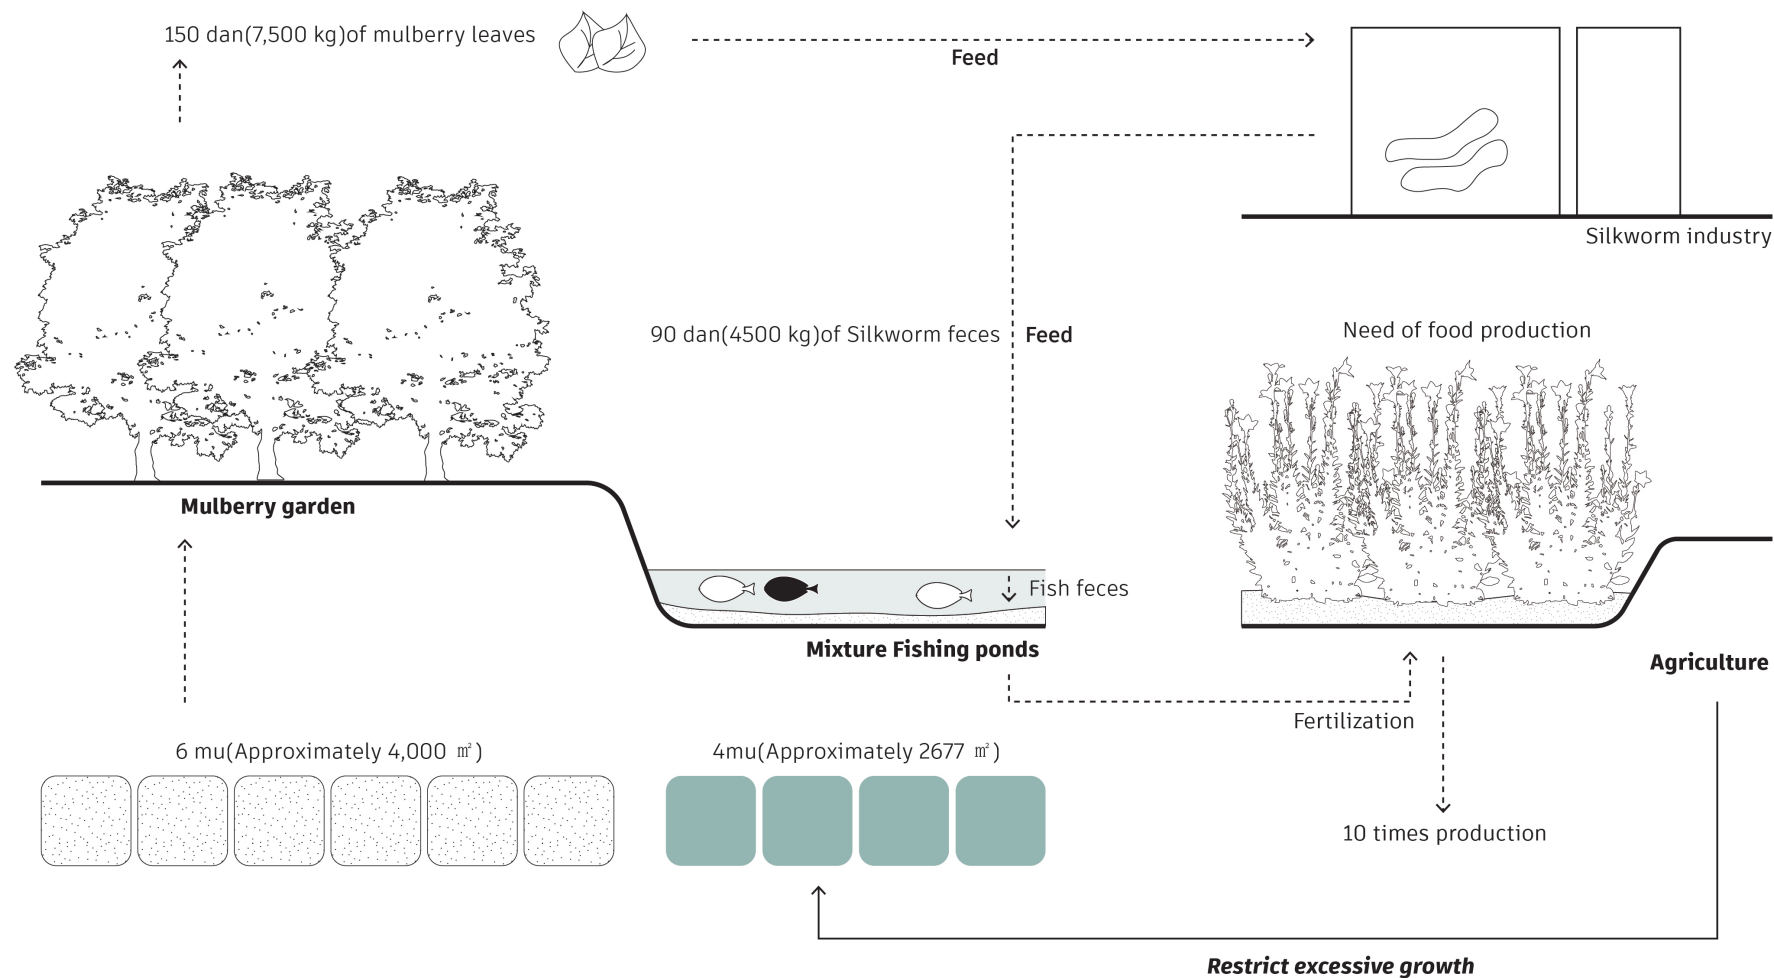 150 dan(7,500 kg)of mulberry leaves
Feed
Silkworm industry
90 dan(4500 kg)of Silkworm feces
Feed
Need of food production
Mulberry garden
Fish feces
Mixture Fishing ponds
Agriculture
Fertilization
6 mu(Approximately 4,000 ㎡)
4mu(Approximately 2677 ㎡)
10 times production
Restrict excessive growth